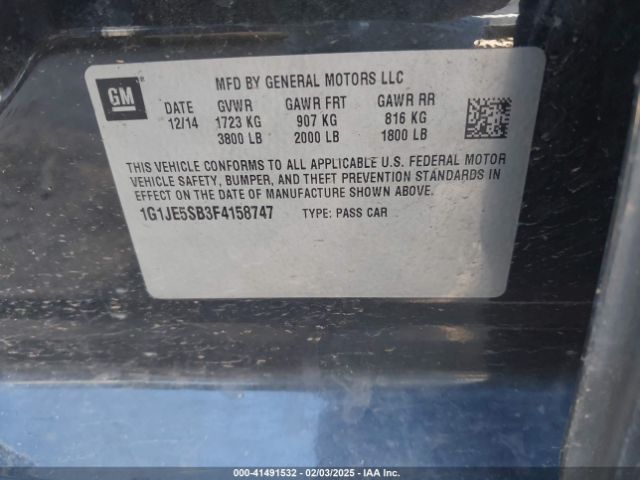 GM
MFD BY GENERAL MOTORS LLC
DATE GVWR GAWR FRT GAWR RR
12/14 1723 KG 907 KG 816 KG
3800 LB 2000 LB 1800 LB
THIS VEHICLE CONFORMS TO ALL APPLICABLE U.S. FEDERAL MOTOR
VEHICLE SAFETY, BUMPER, AND THEFT PREVENTION STANDARDS IN
EFFECT ON THE DATE OF MANUFACTURE SHOWN ABOVE.
1G1JE5SB3F4158747 TYPE: PASS CAR
000-41491532 - 02/03/2025 - IAA Inc.